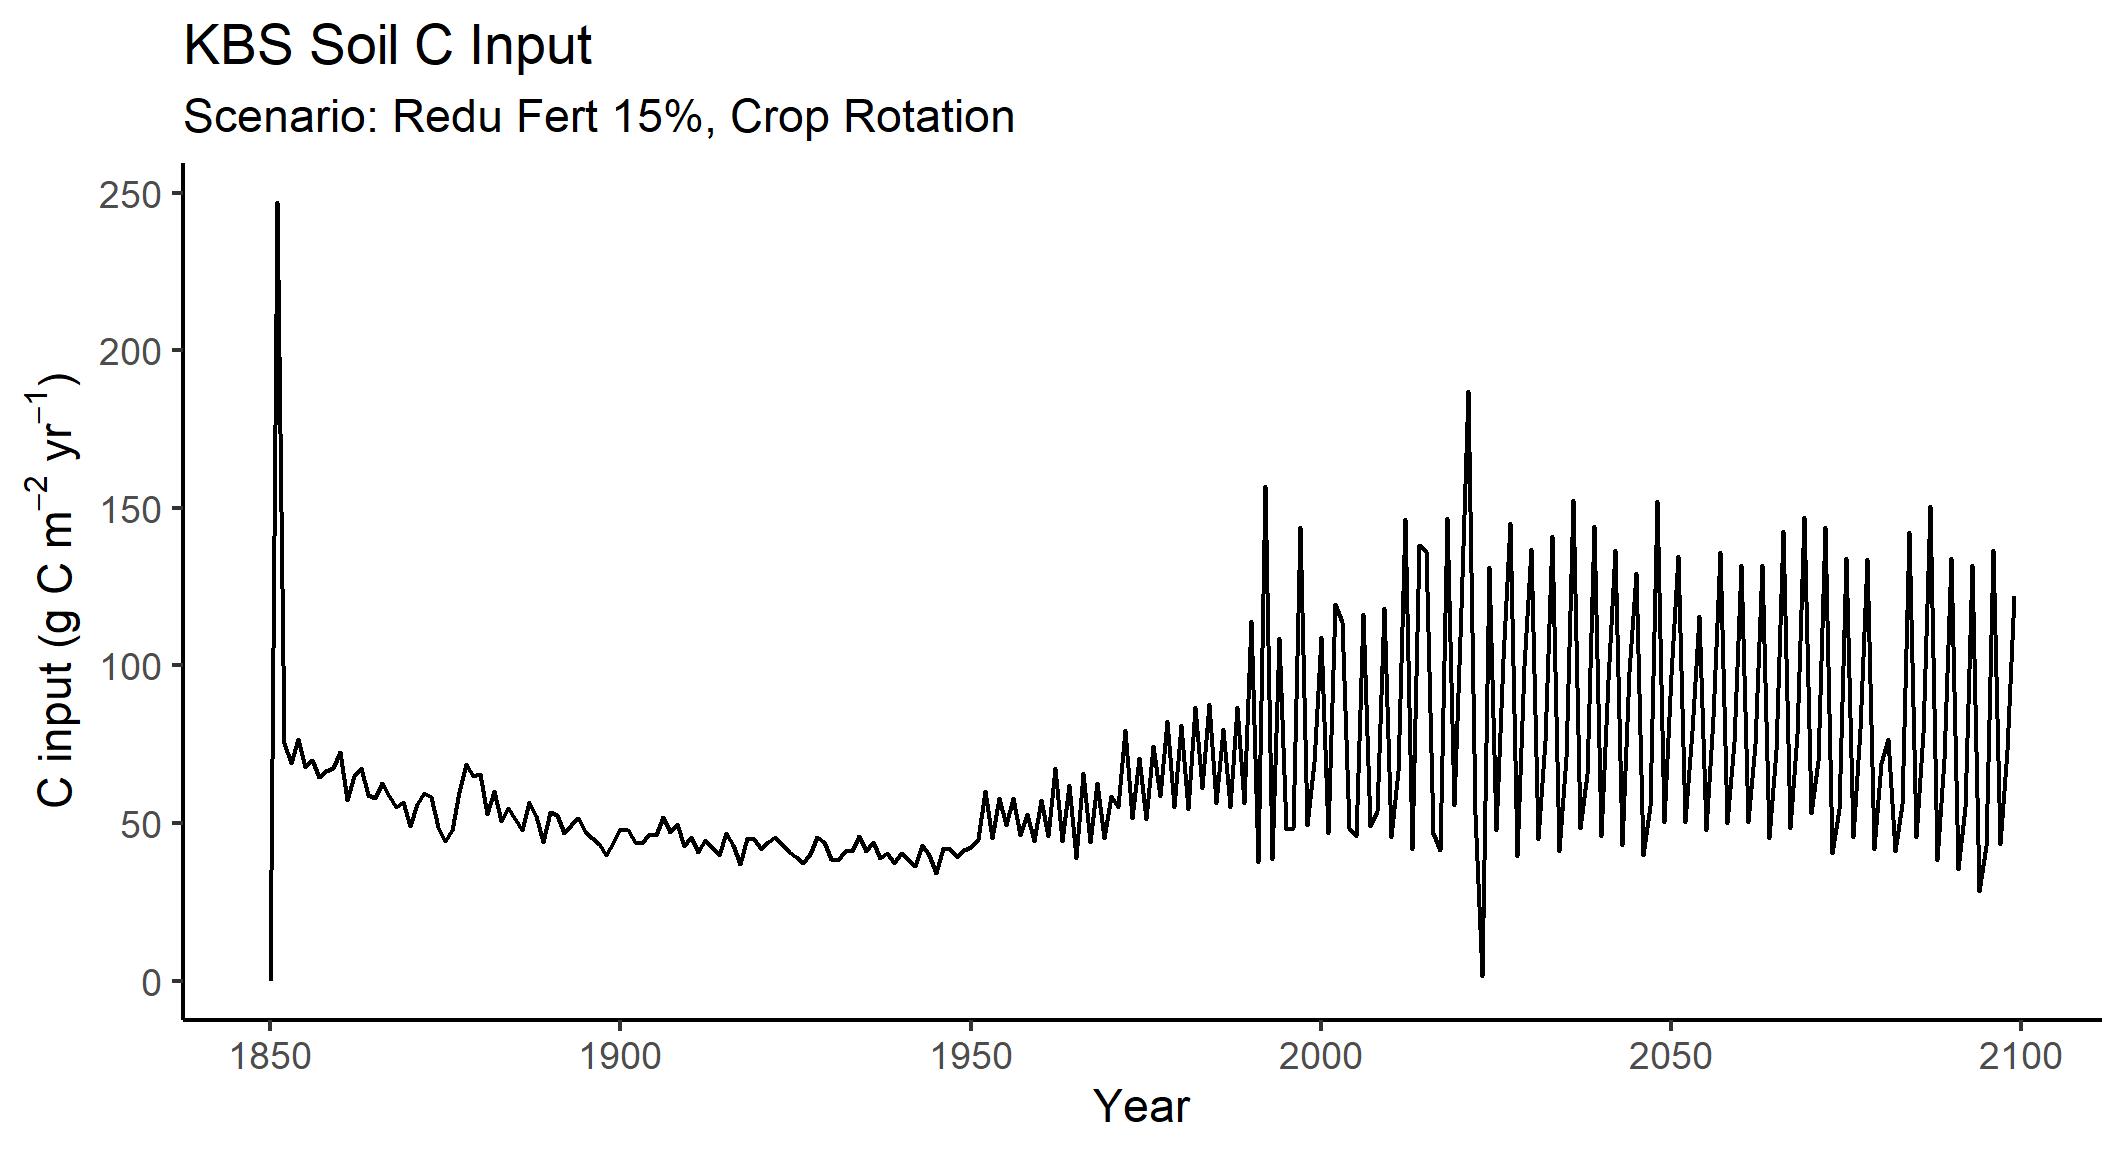 KBS Soil C Input
Scenario: Redu Fert 15%, Crop Rotation
C input (g C m⁻² yr⁻¹)
250
200
150
100
50
0
1850 1900 1950 2000 2050 2100
Year